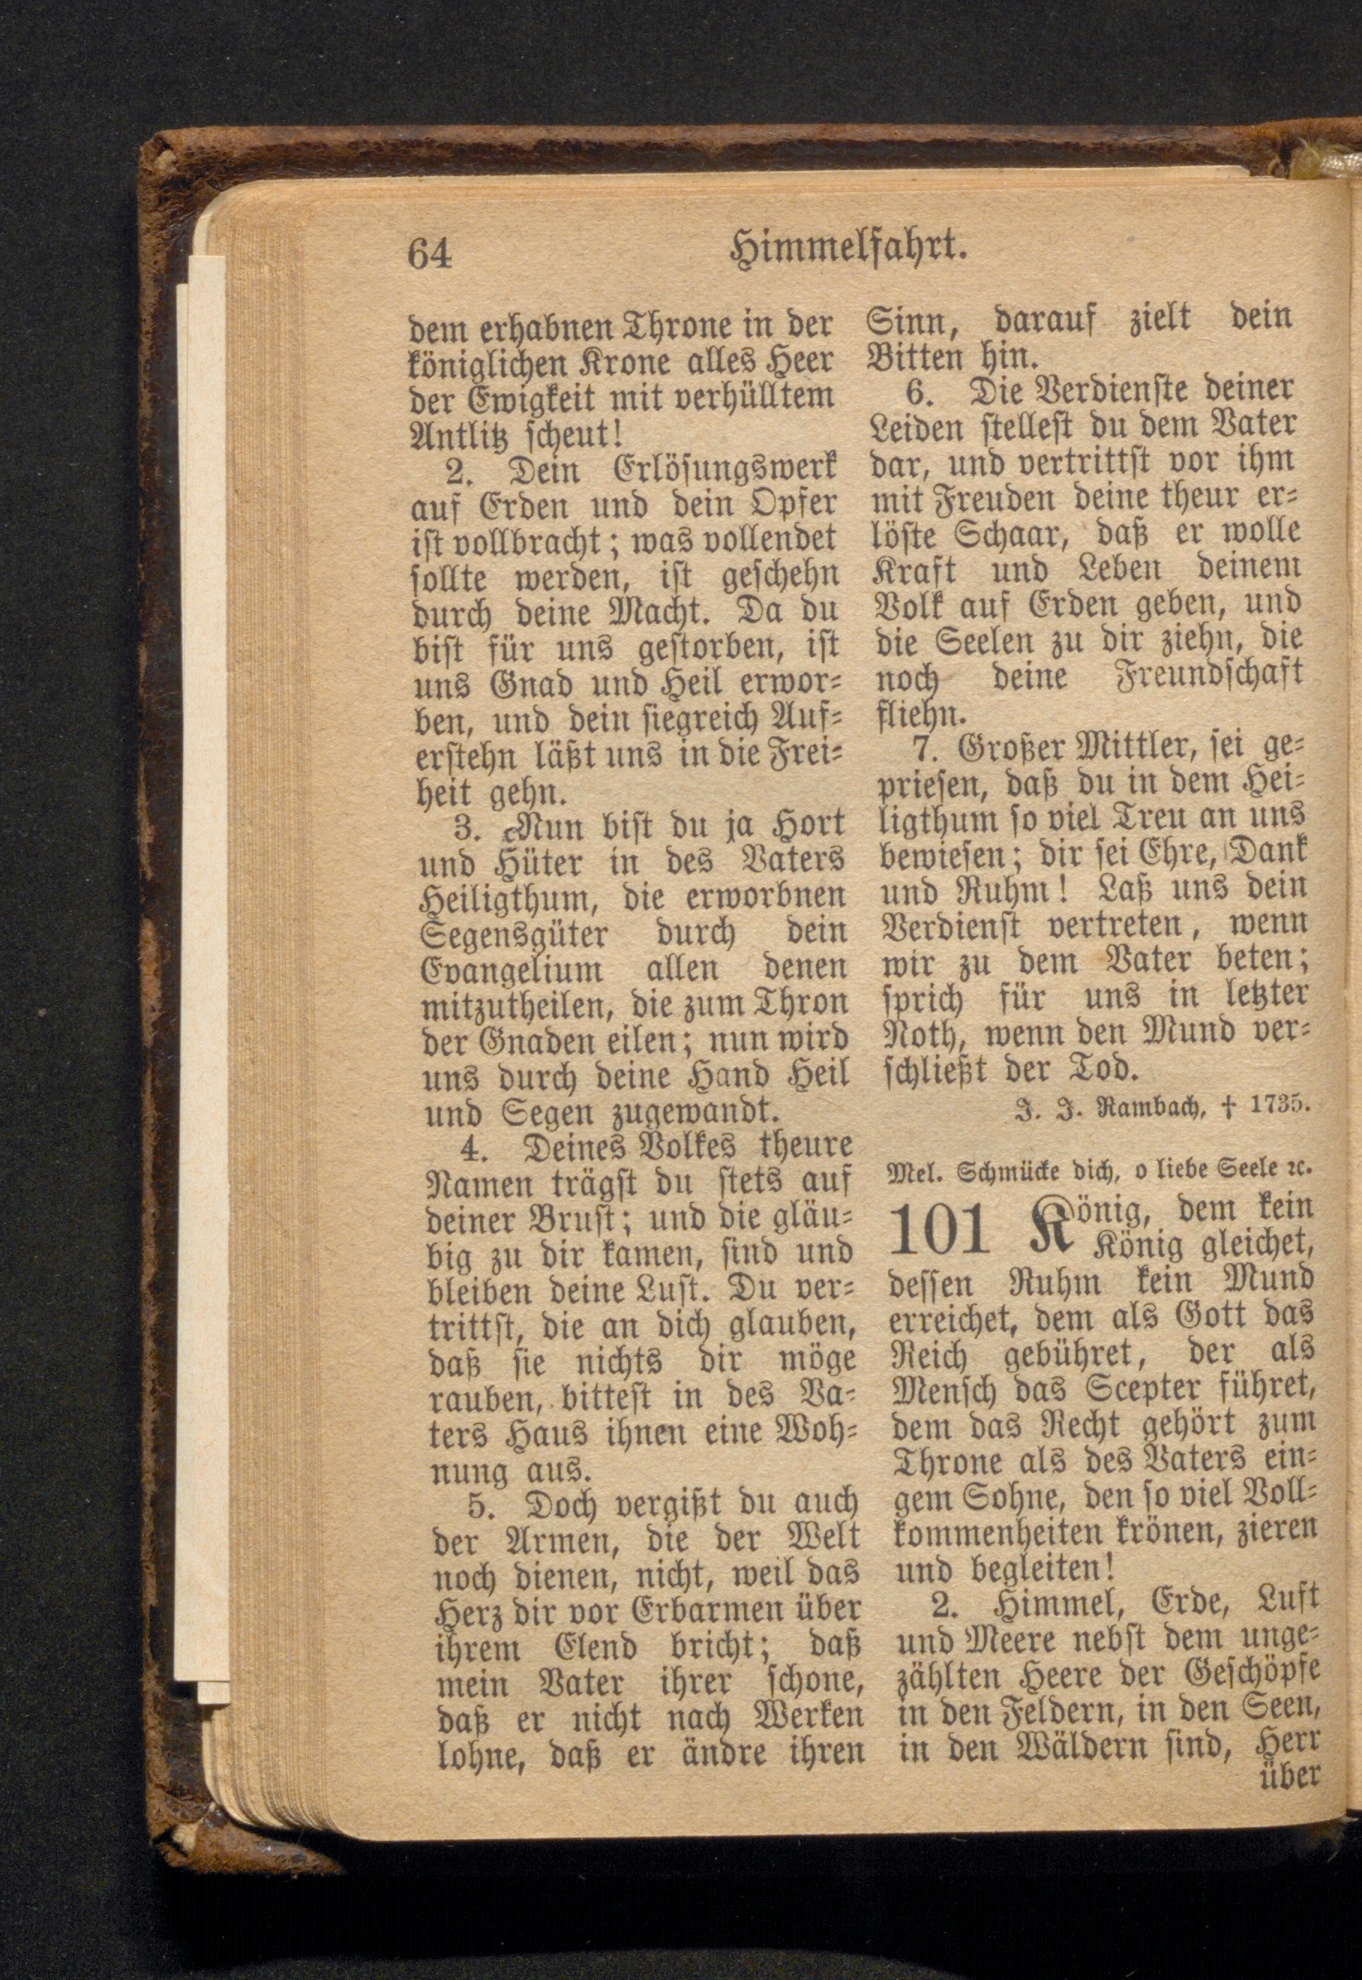 64
Himmelfahrt.
dem erhabnen Throne in der
königlichen Krone alles Heer
der Ewigkeit mit verhülltem
Antlitz scheut!
2. Dein Erlösungswerk
auf Erden und dein Opfer
ist vollbracht; was vollendet
sollte werden, ist geschehn
durch deine Macht. Da du
bist für uns gestorben, ist
uns Gnad und Heil erwor-
ben, und dein siegreich Auf-
erstehn läßt uns in die Frei-
heit gehn.
3. Nun bist du ja Hort
und Hüter in des Vaters
Heiligthum, die erworbnen
Segensgüter durch dein
Evangelium allen denen
mitzutheilen, die zum Thron
der Gnaden eilen; nun wird
uns durch deine Hand Heil
und Segen zugewandt.
4. Deines Volkes theure
Namen trägst du stets auf
deiner Brust; und die gläu-
big zu dir kamen, sind und
bleiben deine Lust. Du ver-
trittst, die an dich glauben,
daß sie nichts dir möge
rauben, bittest in des Va-
ters Haus ihnen eine Woh-
nung aus.
5. Doch vergißt du auch
der Armen, die der Welt
noch dienen, nicht, weil das
Herz dir vor Erbarmen über
ihrem Elend bricht; daß
mein Vater ihrer schone,
daß er nicht nach Werken
lohne, daß er ändre ihren
Sinn, darauf zielt dein
Bitten hin.
6. Die Verdienste deiner
Leiden stellest du dem Vater
dar, und vertrittst vor ihm
mit Freuden deine theur er-
löste Schaar, daß er wolle
Kraft und Leben deinem
Volk auf Erden geben, und
die Seelen zu dir ziehn, die
noch deine Freundschaft
fliehn.
7. Großer Mittler, sei ge-
priesen, daß du in dem Hei-
ligthum so viel Treu an uns
bewiesen; dir sei Ehre, Dank
und Ruhm! Laß uns dein
Verdienst vertreten, wenn
wir zu dem Vater beten;
sprich für uns in letzter
Noth, wenn den Mund ver-
schließt der Tod.
J. J. Rambach, † 1735.
Mel. Schmücke dich, o liebe Seele ꝛc.
101 König, dem kein
König gleichet,
dessen Ruhm kein Mund
erreichet, dem als Gott das
Reich gebühret, der als
Mensch das Scepter führet,
dem das Recht gehört zum
Throne als des Vaters ein-
gem Sohne, den so viel Voll-
kommenheiten krönen, zieren
und begleiten!
2. Himmel, Erde, Luft
und Meere nebst dem unge-
zählten Heere der Geschöpfe
in den Feldern, in den Seen,
in den Wäldern sind, Herr
über